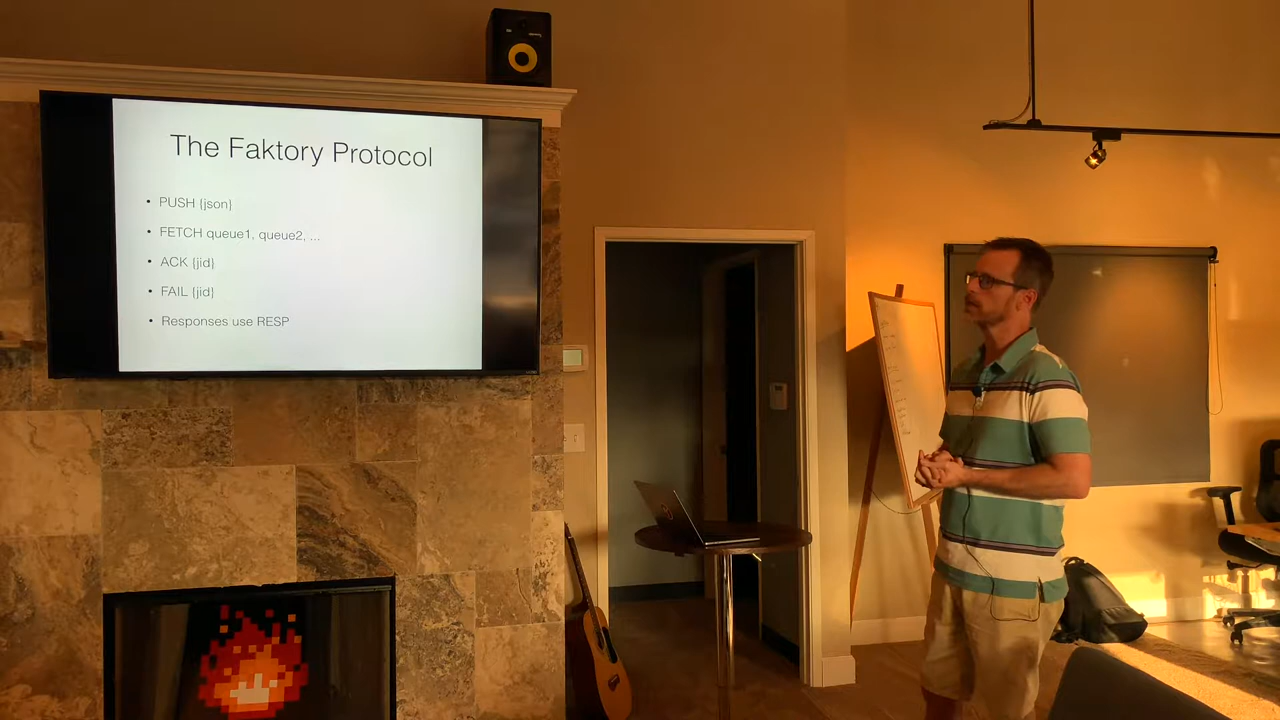 The Faktory Protocol
• PUSH {json}
• FETCH queue1, queue2, ...
• ACK {jid}
• FAIL {jid}
• Responses use RESP